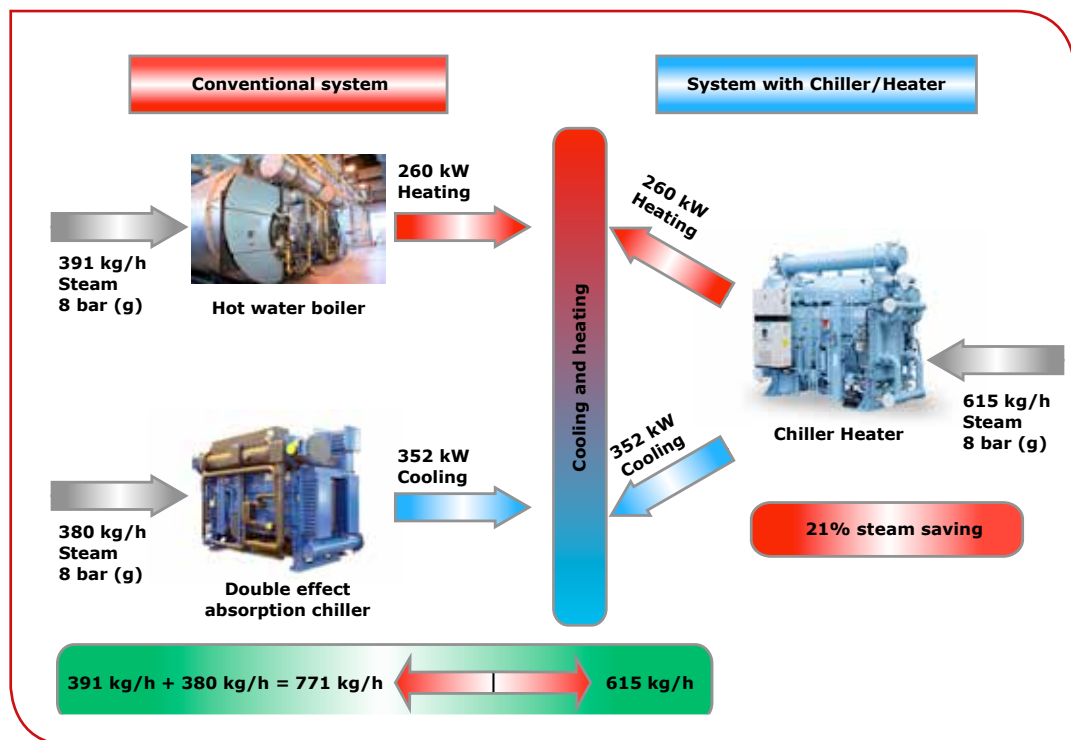 Conventional system
System with Chiller/Heater
260 kW
Heating
391 kg/h
Steam
8 bar (g)
Hot water boiler
352 kW
Cooling
380 kg/h
Steam
8 bar (g)
Double effect
absorption chiller
Cooling and heating
260 kW
Heating
615 kg/h
Steam
8 bar (g)
Chiller Heater
352 kW
Cooling
21% steam saving
391 kg/h + 380 kg/h = 771 kg/h
615 kg/h